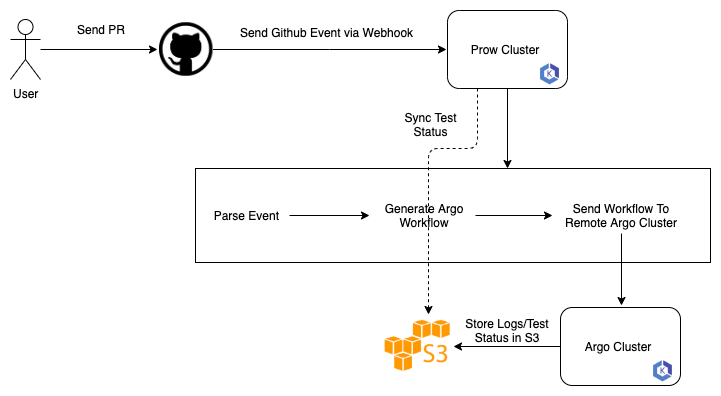 Send PR
Send Github Event via Webhook
Prow Cluster
K
User
Sync Test
Status
Parse Event
Generate Argo
Workflow
Send Workflow To
Remote Argo Cluster
Store Logs/Test
Status in S3
S3
Argo Cluster
K